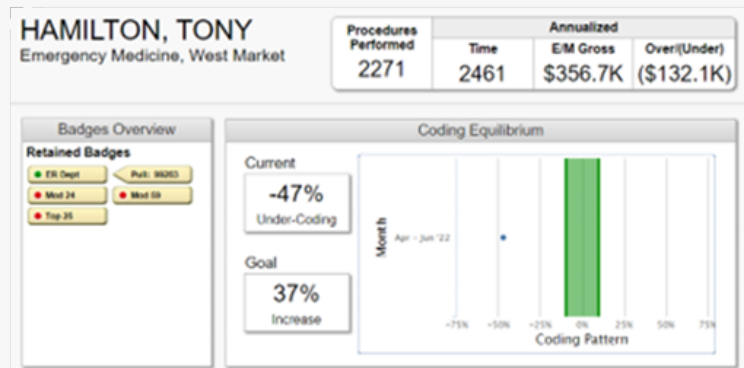 HAMILTON, TONY
Emergency Medicine, West Market
Procedures
Performed
2271
Annualized
Time
E/M Gross
Over/(Under)
2461
$356.7K
($132.1K)
Badges Overview
Retained Badges
ER Dept
Pull: 99283
Mod 24
Mod 59
Top 25
Coding Equilibrium
Current
-47%
Under-Coding
Goal
37%
Increase
Month
Apr - Jun '22
-75%
-50%
-25%
0%
25%
50%
75%
Coding Pattern